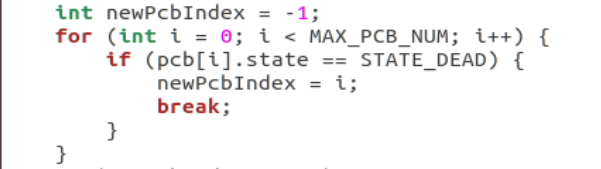 int newPcbIndex = -1;
for (int i = 0; i < MAX_PCB_NUM; i++) {
    if (pcb[i].state == STATE_DEAD) {
        newPcbIndex = i;
        break;
    }
}